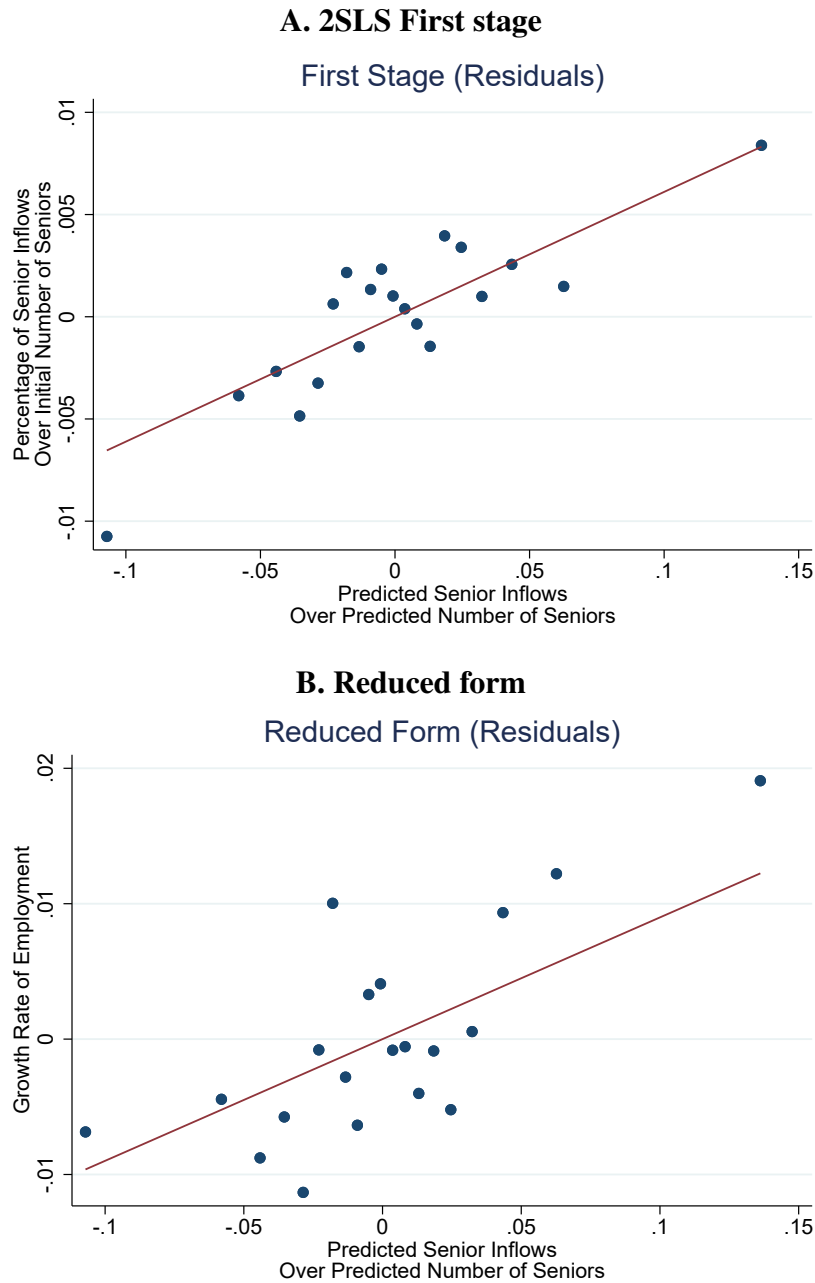 A. 2SLS First stage
First Stage (Residuals)
Percentage of Senior Inflows
Over Initial Number of Seniors
.01
.005
0
-.005
-.01
-.1
-.05
0
.05
.1
.15
Predicted Senior Inflows
Over Predicted Number of Seniors
B. Reduced form
Reduced Form (Residuals)
Growth Rate of Employment
.02
.01
0
-.01
-.1
-.05
0
.05
.1
.15
Predicted Senior Inflows
Over Predicted Number of Seniors